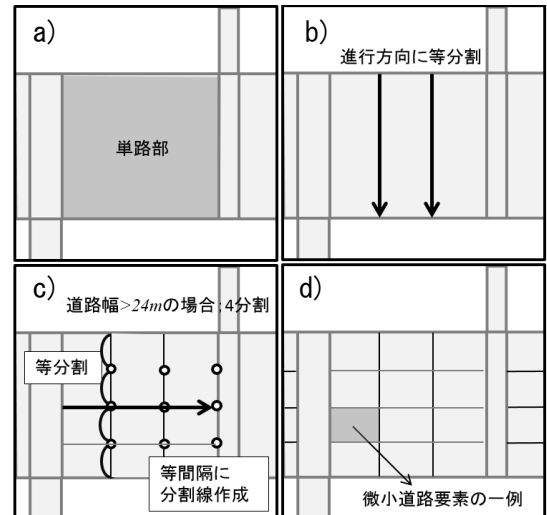 a)
単路部
b)
進行方向に等分割
c)
道路幅>24mの場合;4分割
等分割
等間隔に
分割線作成
d)
微小道路要素の一例